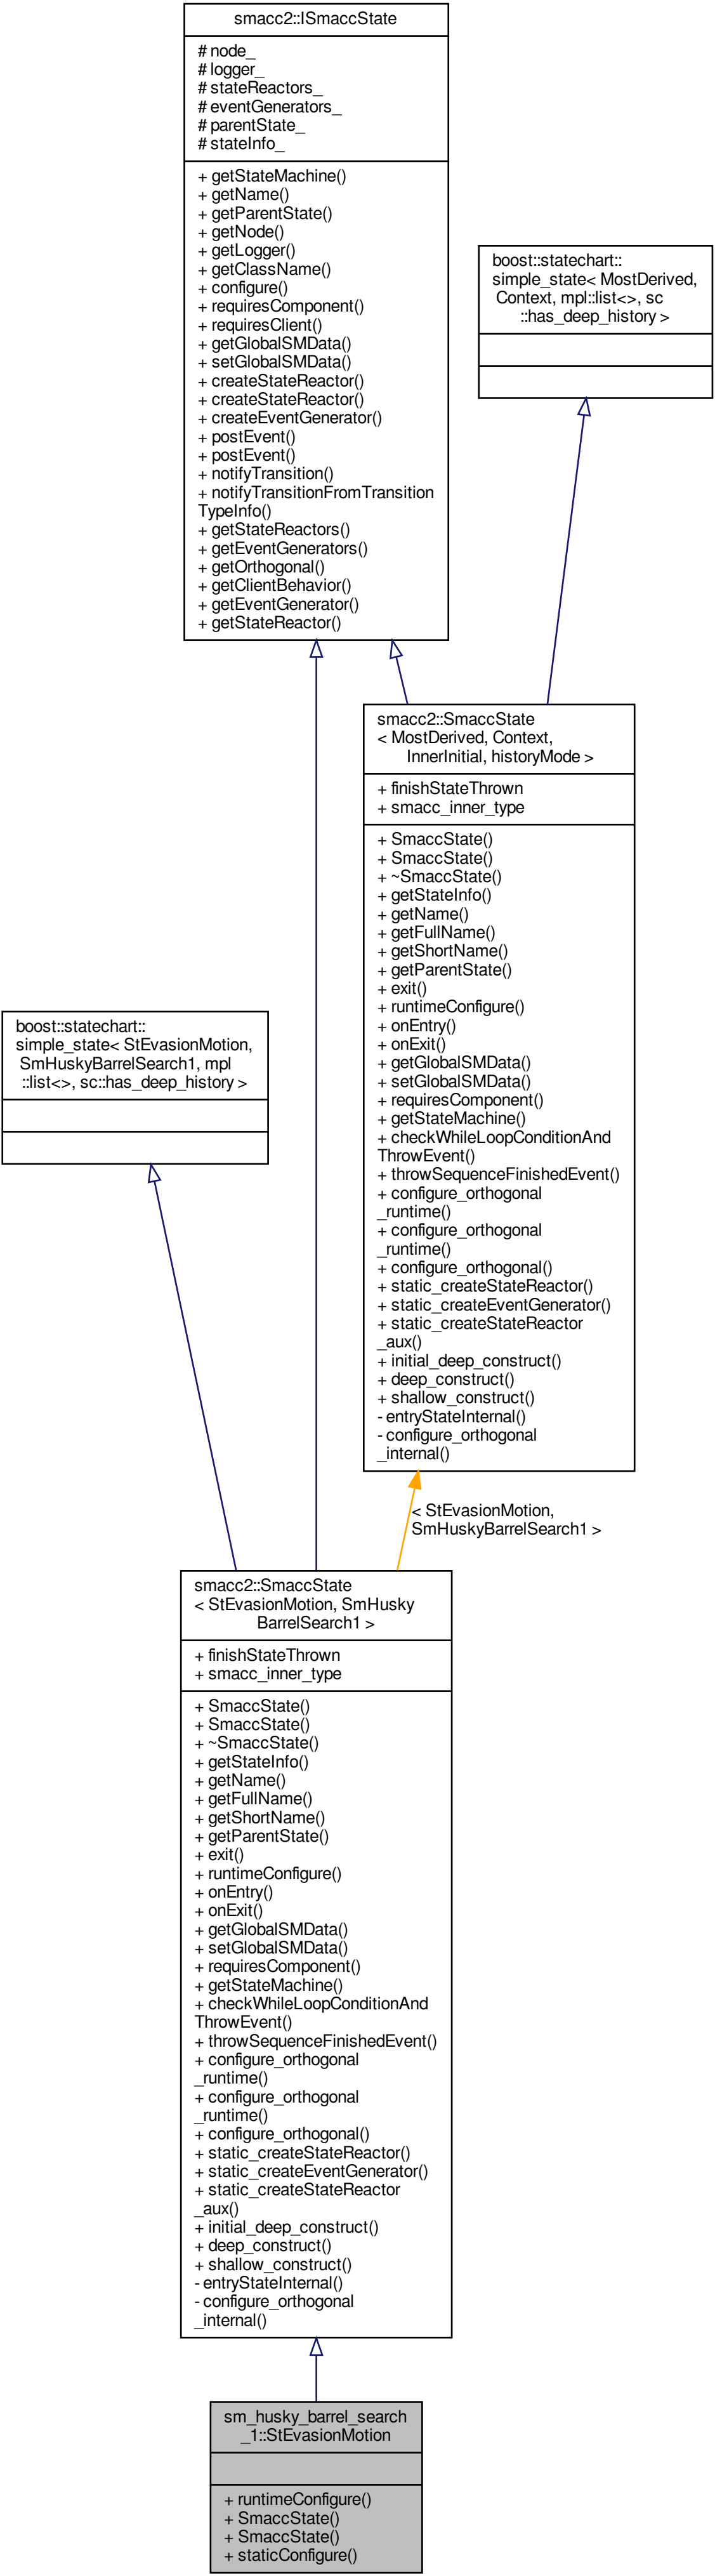 smacc2::ISmaccState
# node_
# logger_
# stateReactors_
# eventGenerators_
# parentState_
# stateInfo_
+ getStateMachine()
+ getName()
+ getParentState()
+ getNode()
+ getLogger()
+ getClassName()
+ configure()
+ requiresComponent()
+ requiresClient()
+ getGlobalSMData()
+ setGlobalSMData()
+ createStateReactor()
+ createStateReactor()
+ createEventGenerator()
+ postEvent()
+ postEvent()
+ notifyTransition()
+ notifyTransitionFromTransition
TypeInfo()
+ getStateReactors()
+ getEventGenerators()
+ getOrthogonal()
+ getClientBehavior()
+ getEventGenerator()
+ getStateReactor()
boost::statechart::
simple_state< MostDerived,
Context, mpl::list<>, sc
::has_deep_history >
smacc2::SmaccState
< MostDerived, Context,
InnerInitial, historyMode >
+ finishStateThrown
+ smacc_inner_type
+ SmaccState()
+ SmaccState()
+ ~SmaccState()
+ getStateInfo()
+ getName()
+ getFullName()
+ getShortName()
+ getParentState()
+ exit()
+ runtimeConfigure()
+ onEntry()
+ onExit()
+ getGlobalSMData()
+ setGlobalSMData()
+ requiresComponent()
+ getStateMachine()
+ checkWhileLoopConditionAnd
ThrowEvent()
+ throwSequenceFinishedEvent()
+ configure_orthogonal
_runtime()
+ configure_orthogonal
_runtime()
+ configure_orthogonal()
+ static_createStateReactor()
+ static_createEventGenerator()
+ static_createStateReactor
_aux()
+ initial_deep_construct()
+ deep_construct()
+ shallow_construct()
- entryStateInternal()
- configure_orthogonal
_internal()
boost::statechart::
simple_state< StEvasionMotion,
SmHuskyBarrelSearch1, mpl
::list<>, sc::has_deep_history >
< StEvasionMotion,
SmHuskyBarrelSearch1 >
smacc2::SmaccState
< StEvasionMotion, SmHusky
BarrelSearch1 >
+ finishStateThrown
+ smacc_inner_type
+ SmaccState()
+ SmaccState()
+ ~SmaccState()
+ getStateInfo()
+ getName()
+ getFullName()
+ getShortName()
+ getParentState()
+ exit()
+ runtimeConfigure()
+ onEntry()
+ onExit()
+ getGlobalSMData()
+ setGlobalSMData()
+ requiresComponent()
+ getStateMachine()
+ checkWhileLoopConditionAnd
ThrowEvent()
+ throwSequenceFinishedEvent()
+ configure_orthogonal
_runtime()
+ configure_orthogonal
_runtime()
+ configure_orthogonal()
+ static_createStateReactor()
+ static_createEventGenerator()
+ static_createStateReactor
_aux()
+ initial_deep_construct()
+ deep_construct()
+ shallow_construct()
- entryStateInternal()
- configure_orthogonal
_internal()
sm_husky_barrel_search
_1::StEvasionMotion
+ runtimeConfigure()
+ SmaccState()
+ SmaccState()
+ staticConfigure()